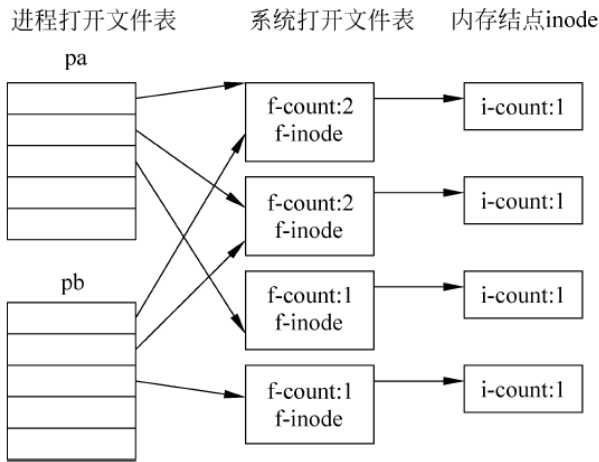 进程打开文件表 系统打开文件表 内存结点inode
pa
f-count:2
f-inode
i-count:1
f-count:2
f-inode
i-count:1
pb
f-count:1
f-inode
i-count:1
f-count:1
f-inode
i-count:1